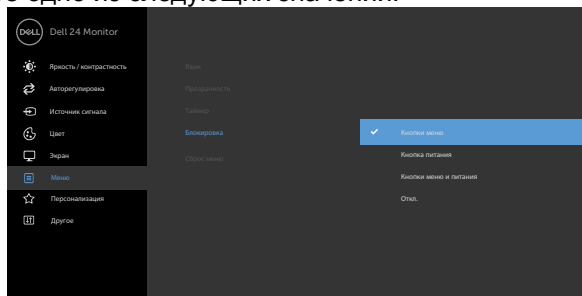 одно из следующих значений:
DELL Dell 24 Monitor
Яркость / контрастность
Авторегулировка
Источник сигнала
Цвет
Экран
Меню
Персонализация
Другое
Язык
Прозрачность
Таймер
Блокировка
Сброс меню
Кнопки меню
Кнопка питания
Кнопки меню и питания
Откл.